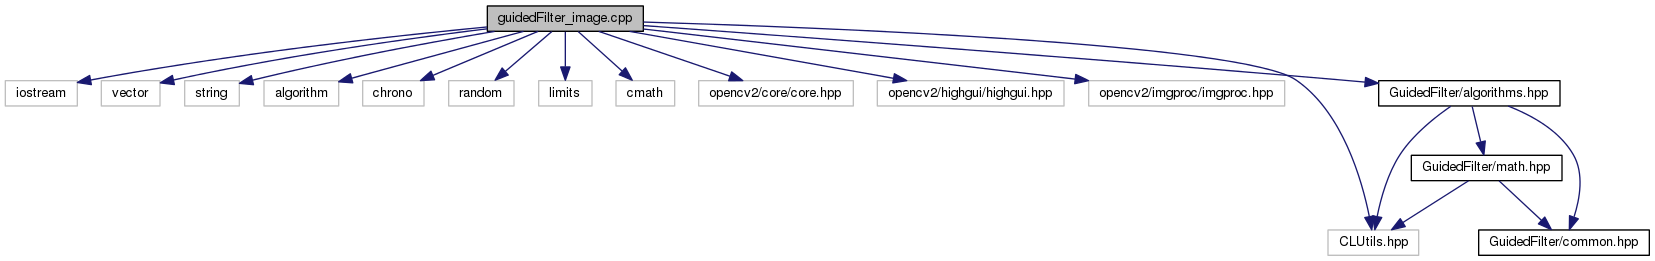 guidedFilter_image.cpp
iostream
vector
string
algorithm
chrono
random
limits
cmath
opencv2/core/core.hpp
opencv2/highgui/highgui.hpp
opencv2/imgproc/imgproc.hpp
GuidedFilter/algorithms.hpp
GuidedFilter/math.hpp
CLUtils.hpp
GuidedFilter/common.hpp